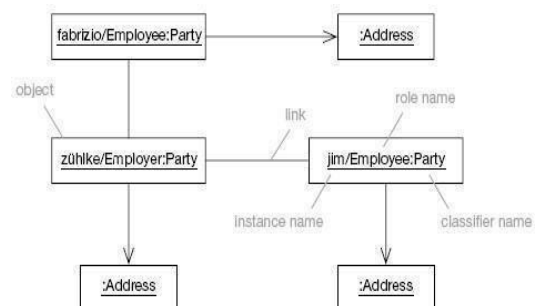 fabrizio/Employee:Party
:Address
object
role name
link
zühlke/Employer:Party
jim/Employee:Party
instance name
classifier name
:Address
:Address